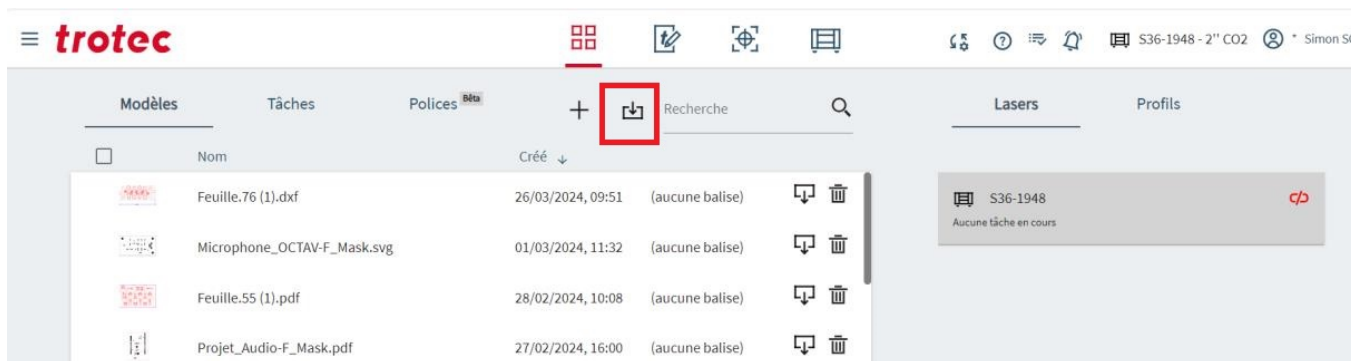 trotec
S36-1948 - 2'' CO2
* Simon
Modèles Tâches Polices Bêta Recherche Lasers Profils
Nom Créé
Feuille.76 (1).dxf 26/03/2024, 09:51 (aucune balise)
S36-1948
Aucune tâche en cours
Microphone_OCTAV-F_Mask.svg 01/03/2024, 11:32 (aucune balise)
Feuille.55 (1).pdf 28/02/2024, 10:08 (aucune balise)
Projet_Audio-F_Mask.pdf 27/02/2024, 16:00 (aucune balise)